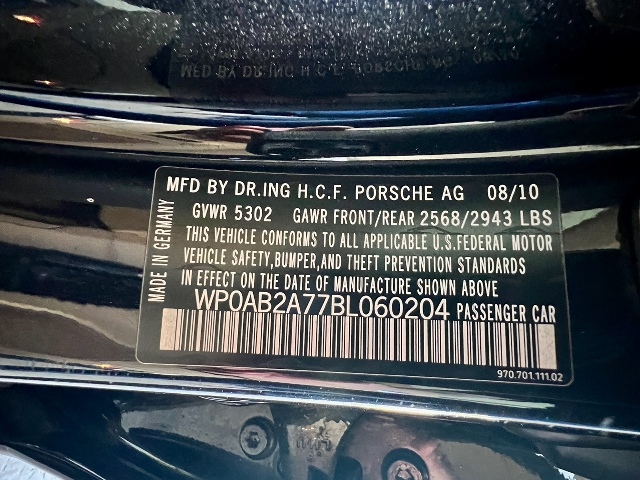 MFD BY DR.ING H.C.F. PORSCHE AG 08/10
GVWR 5302 GAWR FRONT/REAR 2568/2943 LBS
THIS VEHICLE CONFORMS TO ALL APPLICABLE U.S.FEDERAL MOTOR
VEHICLE SAFETY,BUMPER,AND THEFT PREVENTION STANDARDS
IN EFFECT ON THE DATE OF MANUFACTURE SHOWN ABOVE
WP0AB2A77BL060204 PASSENGER CAR
MADE IN GERMANY
970.701.111.02